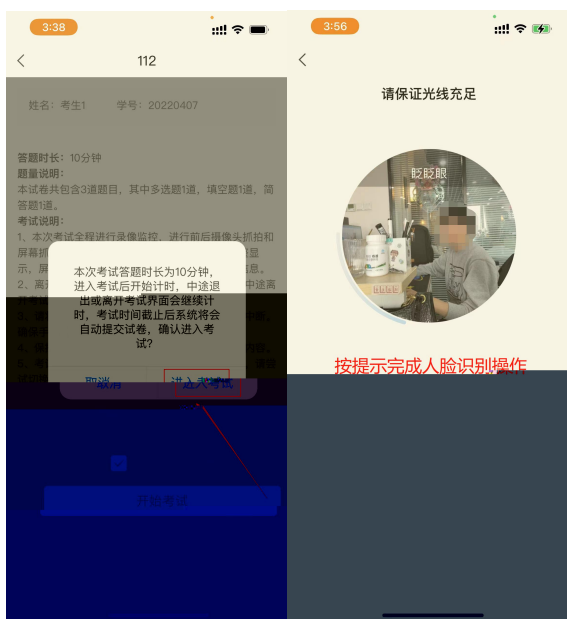 3:38
112
姓名：考生1 学号：20220407
答题时长：10分钟
题量说明：
本试卷共包含3道题目，其中多选题1道，填空题1道，简
答题1道。
考试说明：
1、本次考试全程进行录像监控，进行前后摄像头抓拍和
本次考试答题时长为10分钟，
进入考试后开始计时，中途退
出或离开考试界面会继续计
时，考试时间截止后系统将会
自动提交试卷，确认进入考
试？
取消 进入考试
开始考试
3:56
请保证光线充足
眨眨眼
按提示完成人脸识别操作